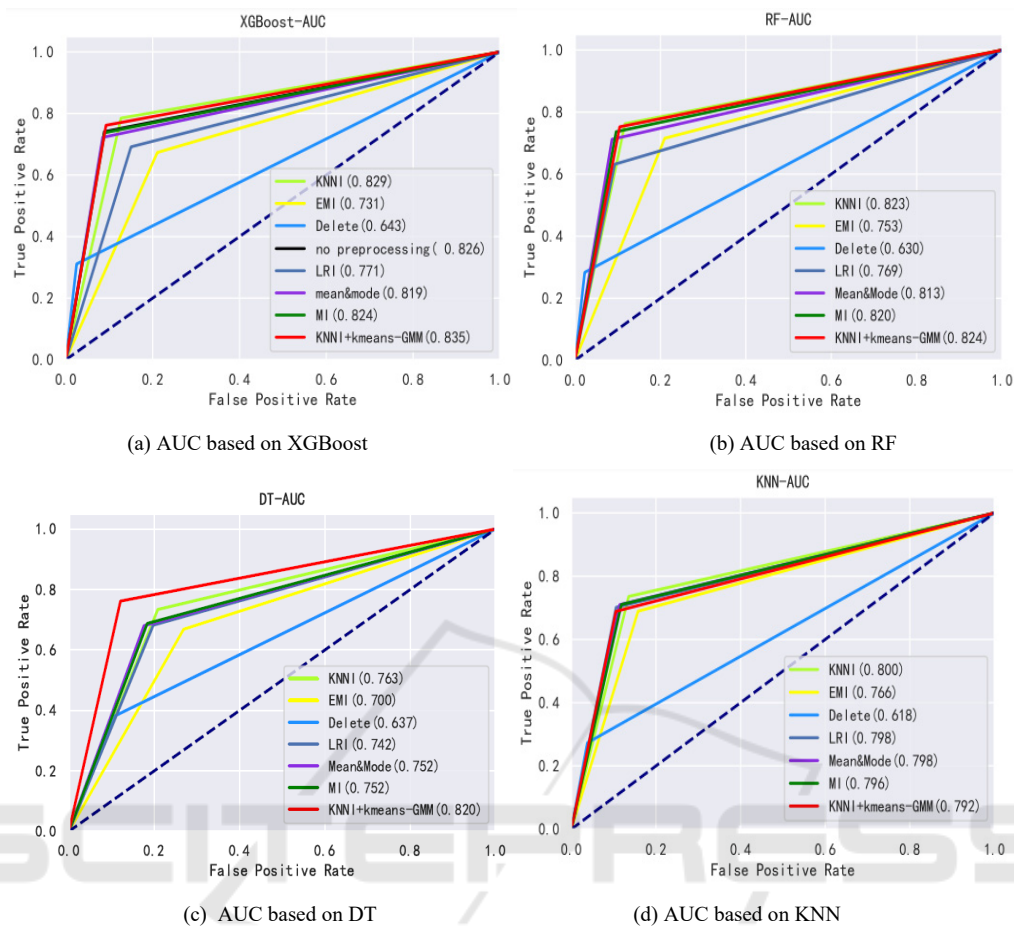 XGBoost-AUC
True Positive Rate
1.0
0.8
0.6
0.4
0.2
0.0
KNNI(0.829)
EMI(0.731)
Delete(0.643)
no preprocessing( 0.826)
LRI(0.771)
mean&mode(0.819)
MI(0.824)
KNNI+kmeans-GMM(0.835)
0.0 0.2 0.4 0.6 0.8 1.0
False Positive Rate
(a) AUC based on XGBoost
RF-AUC
True Positive Rate
1.0
0.8
0.6
0.4
0.2
0.0
KNNI(0.823)
EMI(0.753)
Delete(0.630)
LRI(0.769)
Mean&Mode(0.813)
MI(0.820)
KNNI+kmeans-GMM(0.824)
0.0 0.2 0.4 0.6 0.8 1.0
False Positive Rate
(b) AUC based on RF
DT-AUC
True Positive Rate
1.0
0.8
0.6
0.4
0.2
0.0
KNNI(0.763)
EMI(0.700)
Delete(0.637)
LRI(0.742)
Mean&Mode(0.752)
MI(0.752)
KNNI+kmeans-GMM(0.820)
0.0 0.2 0.4 0.6 0.8 1.0
False Positive Rate
(c) AUC based on DT
KNN-AUC
True Positive Rate
1.0
0.8
0.6
0.4
0.2
0.0
KNNI(0.800)
EMI(0.766)
Delete(0.618)
LRI(0.798)
Mean&Mode(0.798)
MI(0.796)
KNNI+kmeans-GMM(0.792)
0.0 0.2 0.4 0.6 0.8 1.0
False Positive Rate
(d) AUC based on KNN